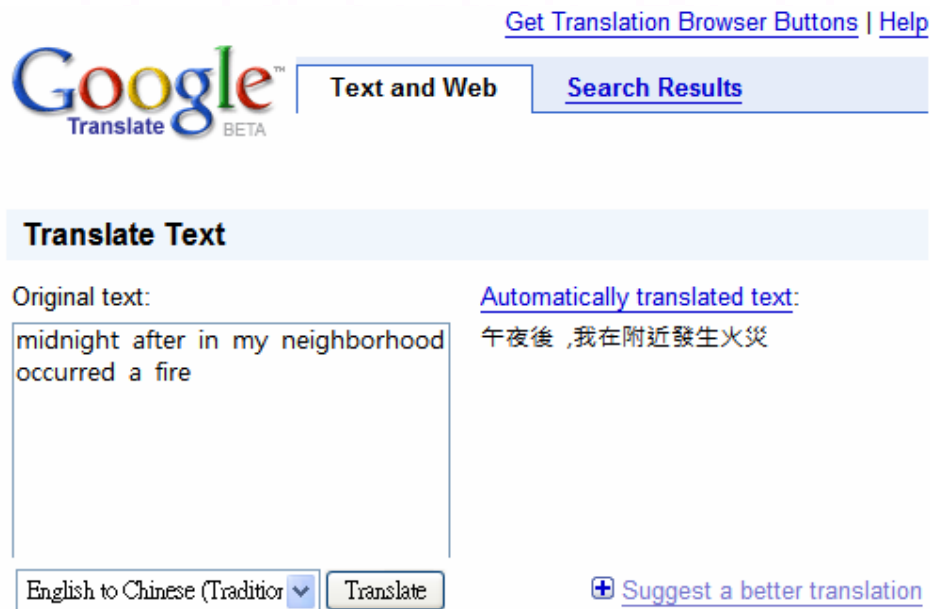 Get Translation Browser Buttons | Help
Google™
Translate BETA
Text and Web
Search Results
Translate Text
Original text:
midnight after in my neighborhood
occurred a fire
Automatically translated text:
午夜後 ,我在附近發生火災
English to Chinese (Tradition
Translate
Suggest a better translation